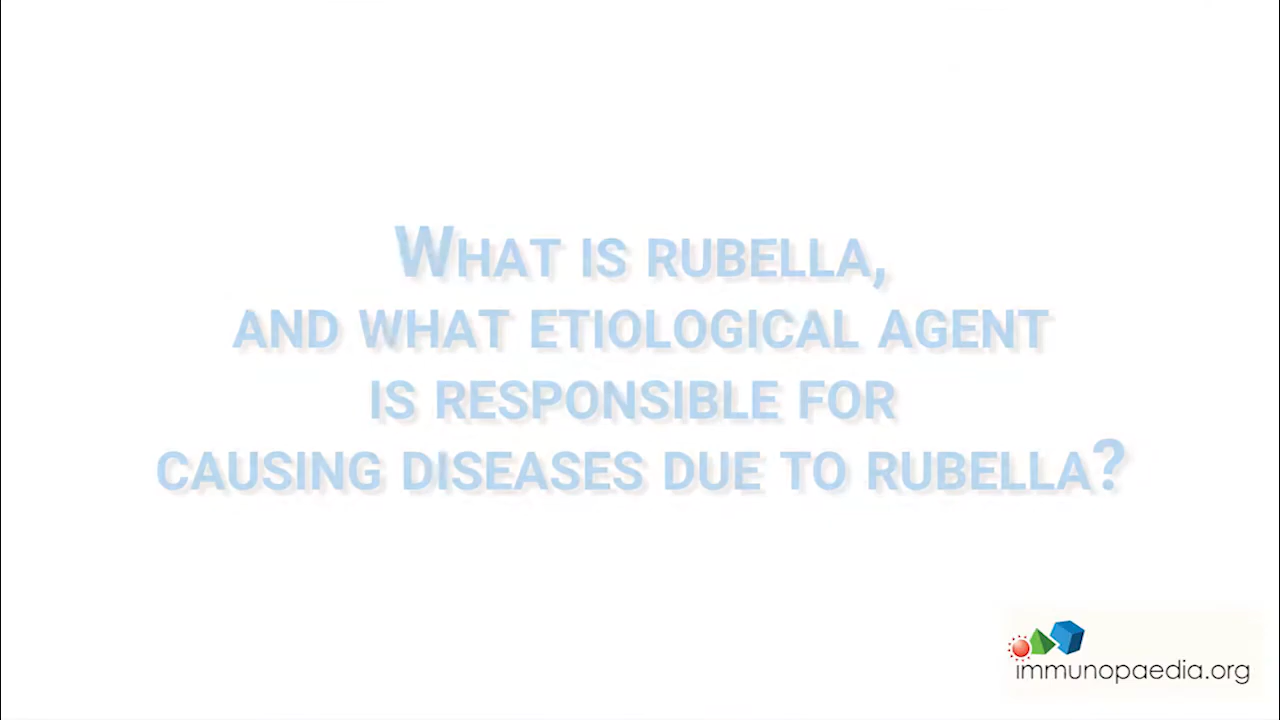 What is rubella,
and what etiological agent
is responsible for
causing diseases due to rubella?
immunopaedia.org